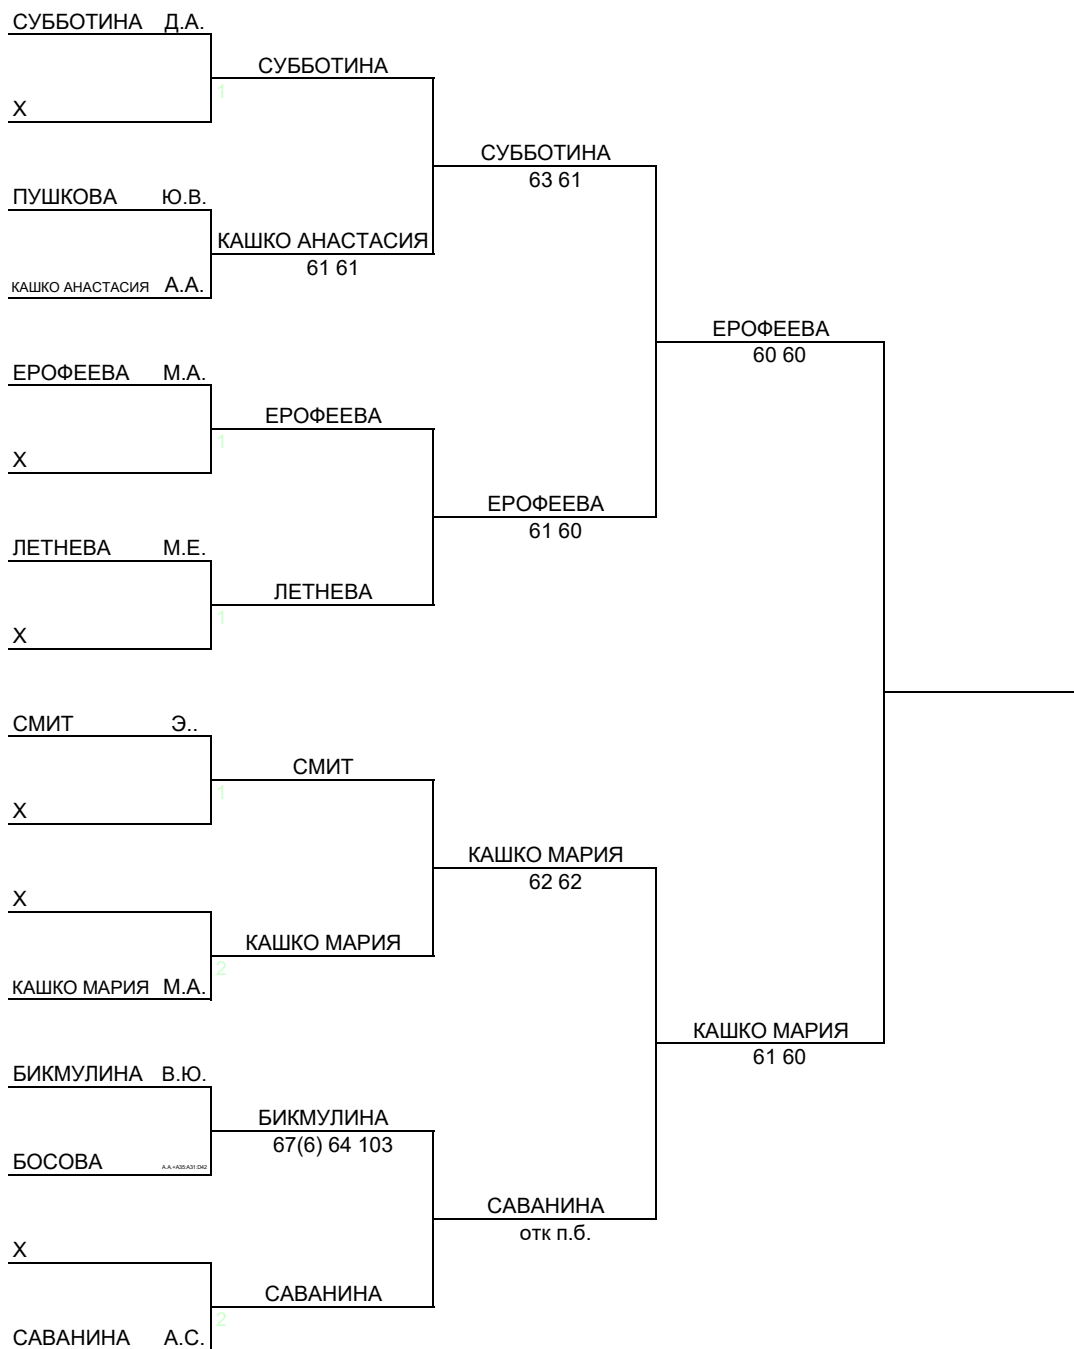 СУББОТИНА Д.А.
СУББОТИНА
1
Х
СУББОТИНА
63 61
ПУШКОВА Ю.В.
КАШКО АНАСТАСИЯ
61 61
КАШКО АНАСТАСИЯ А.А.
ЕРОФЕЕВА
60 60
ЕРОФЕЕВА М.А.
ЕРОФЕЕВА
1
Х
ЕРОФЕЕВА
61 60
ЛЕТНЕВА М.Е.
ЛЕТНЕВА
1
Х
СМИТ Э..
СМИТ
1
Х
КАШКО МАРИЯ
62 62
Х
КАШКО МАРИЯ
2
КАШКО МАРИЯ М.А.
КАШКО МАРИЯ
61 60
БИКМУЛИНА В.Ю.
БИКМУЛИНА
67(6) 64 103
БОСОВА
САВАНИНА
отк п.б.
Х
САВАНИНА
2
САВАНИНА А.С.